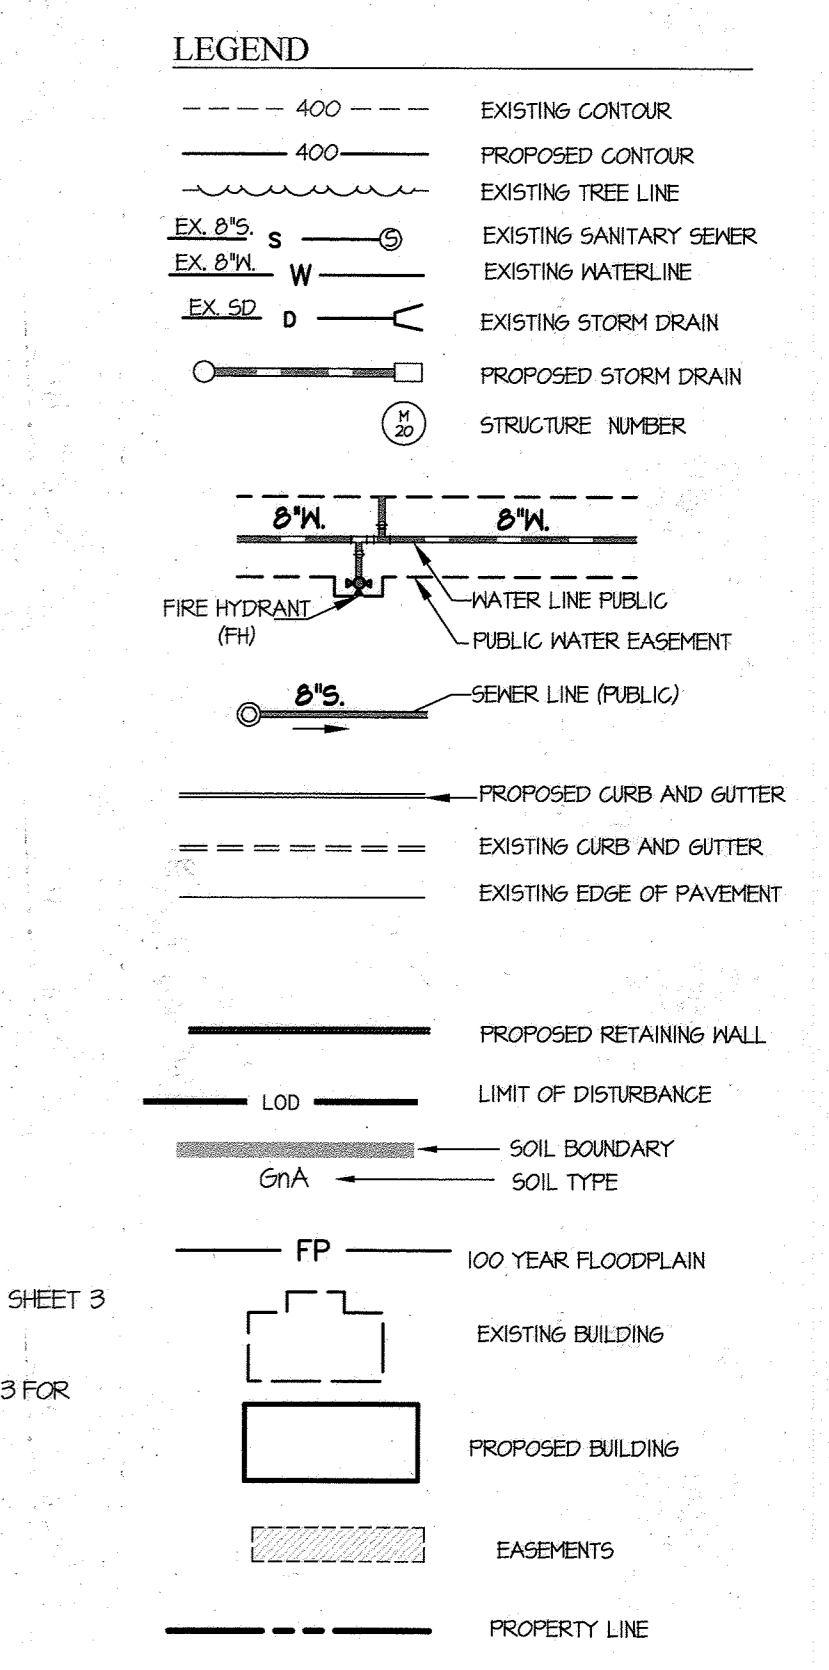 LEGEND
400 EXISTING CONTOUR
400 PROPOSED CONTOUR
EXISTING TREE LINE
EX. 8"S. S S EXISTING SANITARY SEWER
EX. 8"W. W EXISTING WATERLINE
EX. SD D EXISTING STORM DRAIN
PROPOSED STORM DRAIN
M
20 STRUCTURE NUMBER
8"W. 8"W.
WATER LINE PUBLIC
FIRE HYDRANT
(FH)
PUBLIC WATER EASEMENT
8"S. SEWER LINE (PUBLIC)
PROPOSED CURB AND GUTTER
EXISTING CURB AND GUTTER
EXISTING EDGE OF PAVEMENT
PROPOSED RETAINING WALL
LOD LIMIT OF DISTURBANCE
SOIL BOUNDARY
GnA SOIL TYPE
FP 100 YEAR FLOODPLAIN
SHEET 3
EXISTING BUILDING
3 FOR
PROPOSED BUILDING
EASEMENTS
PROPERTY LINE